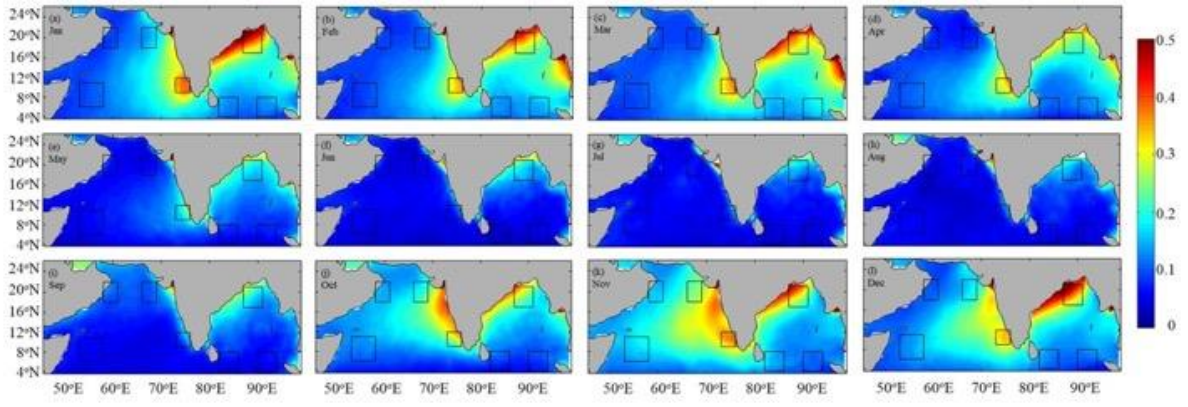 24°N
20°N
16°N
12°N
8°N
4°N
(a)
Jan
(b)
Feb
(c)
Mar
(d)
Apr
0.5
0.4
0.3
0.2
0.1
0
24°N
20°N
16°N
12°N
8°N
4°N
(e)
May
(f)
Jun
(g)
Jul
(h)
Aug
24°N
20°N
16°N
12°N
8°N
4°N
(i)
Sep
(j)
Oct
(k)
Nov
(l)
Dec
50°E 60°E 70°E 80°E 90°E
50°E 60°E 70°E 80°E 90°E
50°E 60°E 70°E 80°E 90°E
50°E 60°E 70°E 80°E 90°E